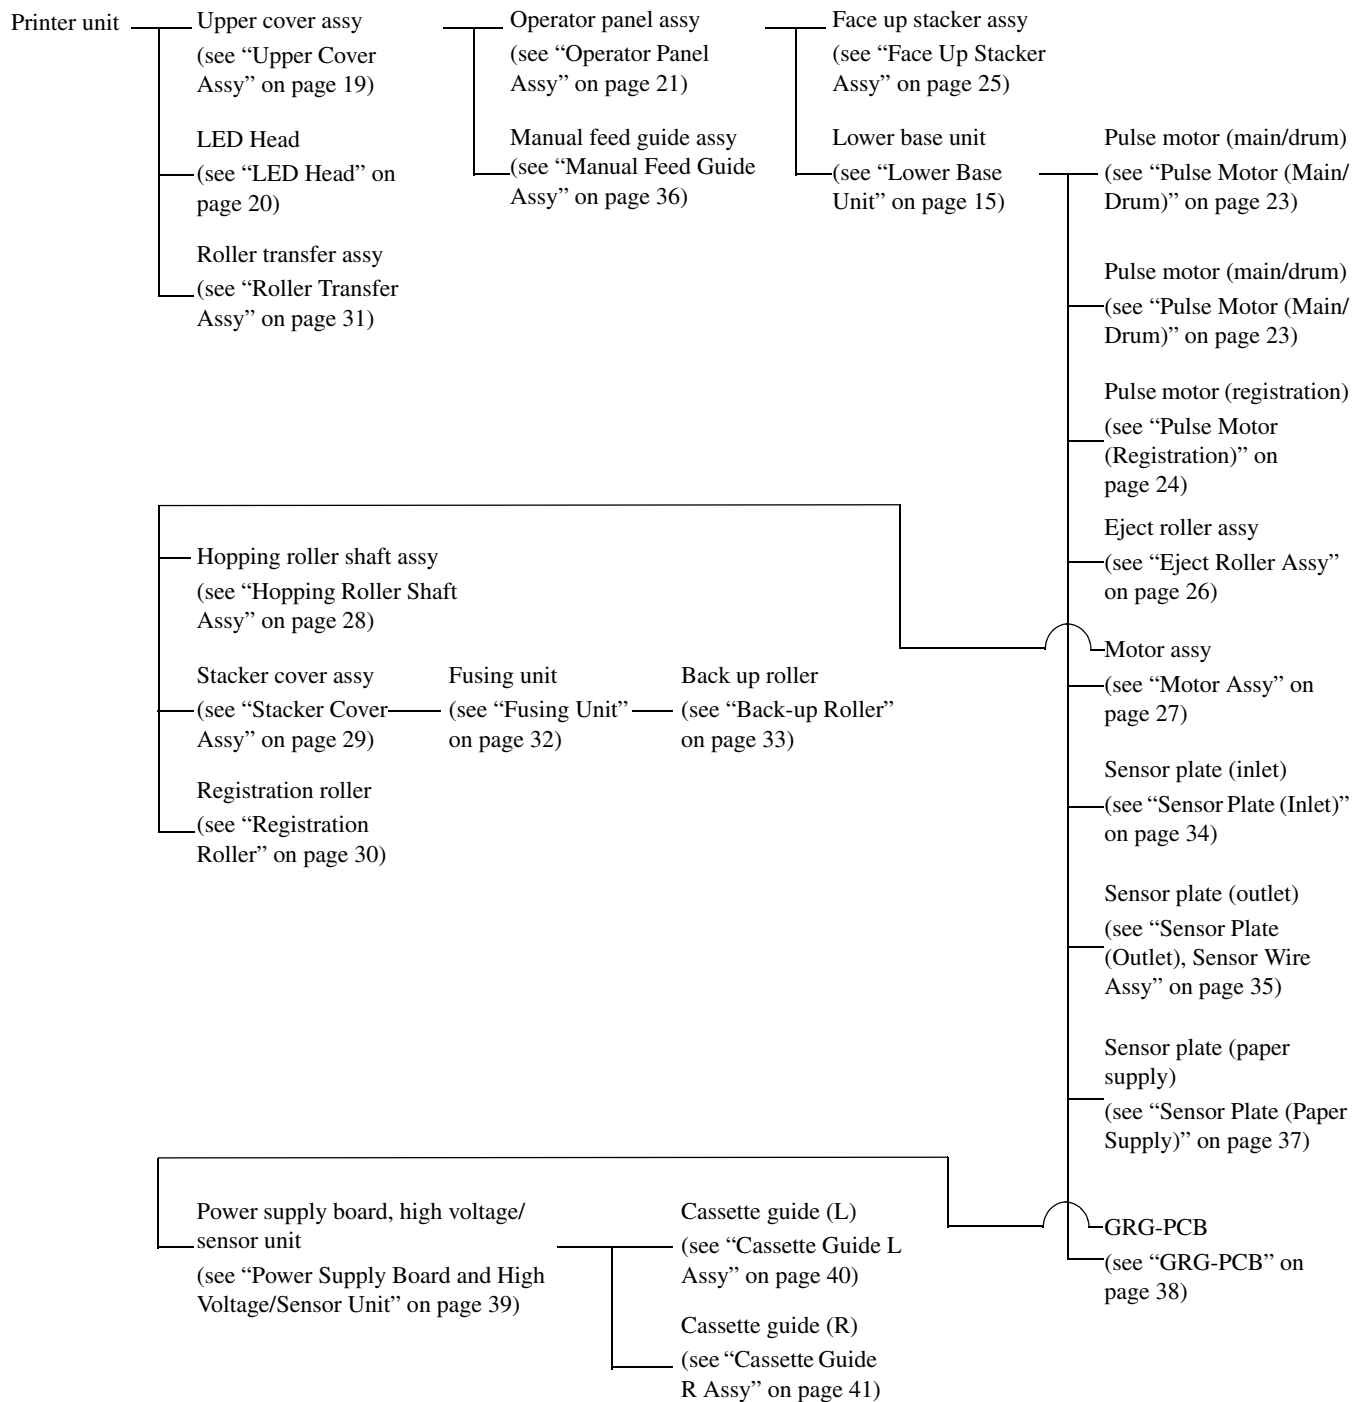 Printer unit
Upper cover assy
(see “Upper Cover
Assy” on page 19)
LED Head
(see “LED Head” on
page 20)
Roller transfer assy
(see “Roller Transfer
Assy” on page 31)
Operator panel assy
(see “Operator Panel
Assy” on page 21)
Manual feed guide assy
(see “Manual Feed Guide
Assy” on page 36)
Face up stacker assy
(see “Face Up Stacker
Assy” on page 25)
Lower base unit
(see “Lower Base
Unit” on page 15)
Pulse motor (main/drum)
(see “Pulse Motor (Main/
Drum)” on page 23)
Pulse motor (main/drum)
(see “Pulse Motor (Main/
Drum)” on page 23)
Pulse motor (registration)
(see “Pulse Motor
(Registration)” on
page 24)
Eject roller assy
(see “Eject Roller Assy”
on page 26)
Motor assy
(see “Motor Assy” on
page 27)
Sensor plate (inlet)
(see “Sensor Plate (Inlet)”
on page 34)
Sensor plate (outlet)
(see “Sensor Plate
(Outlet), Sensor Wire
Assy” on page 35)
Sensor plate (paper
supply)
(see “Sensor Plate (Paper
Supply)” on page 37)
GRG-PCB
(see “GRG-PCB” on
page 38)
Hopping roller shaft assy
(see “Hopping Roller Shaft
Assy” on page 28)
Stacker cover assy
(see “Stacker Cover
Assy” on page 29)
Fusing unit
(see “Fusing Unit”
on page 32)
Back up roller
(see “Back-up Roller”
on page 33)
Registration roller
(see “Registration
Roller” on page 30)
Power supply board, high voltage/
sensor unit
(see “Power Supply Board and High
Voltage/Sensor Unit” on page 39)
Cassette guide (L)
(see “Cassette Guide L
Assy” on page 40)
Cassette guide (R)
(see “Cassette Guide
R Assy” on page 41)